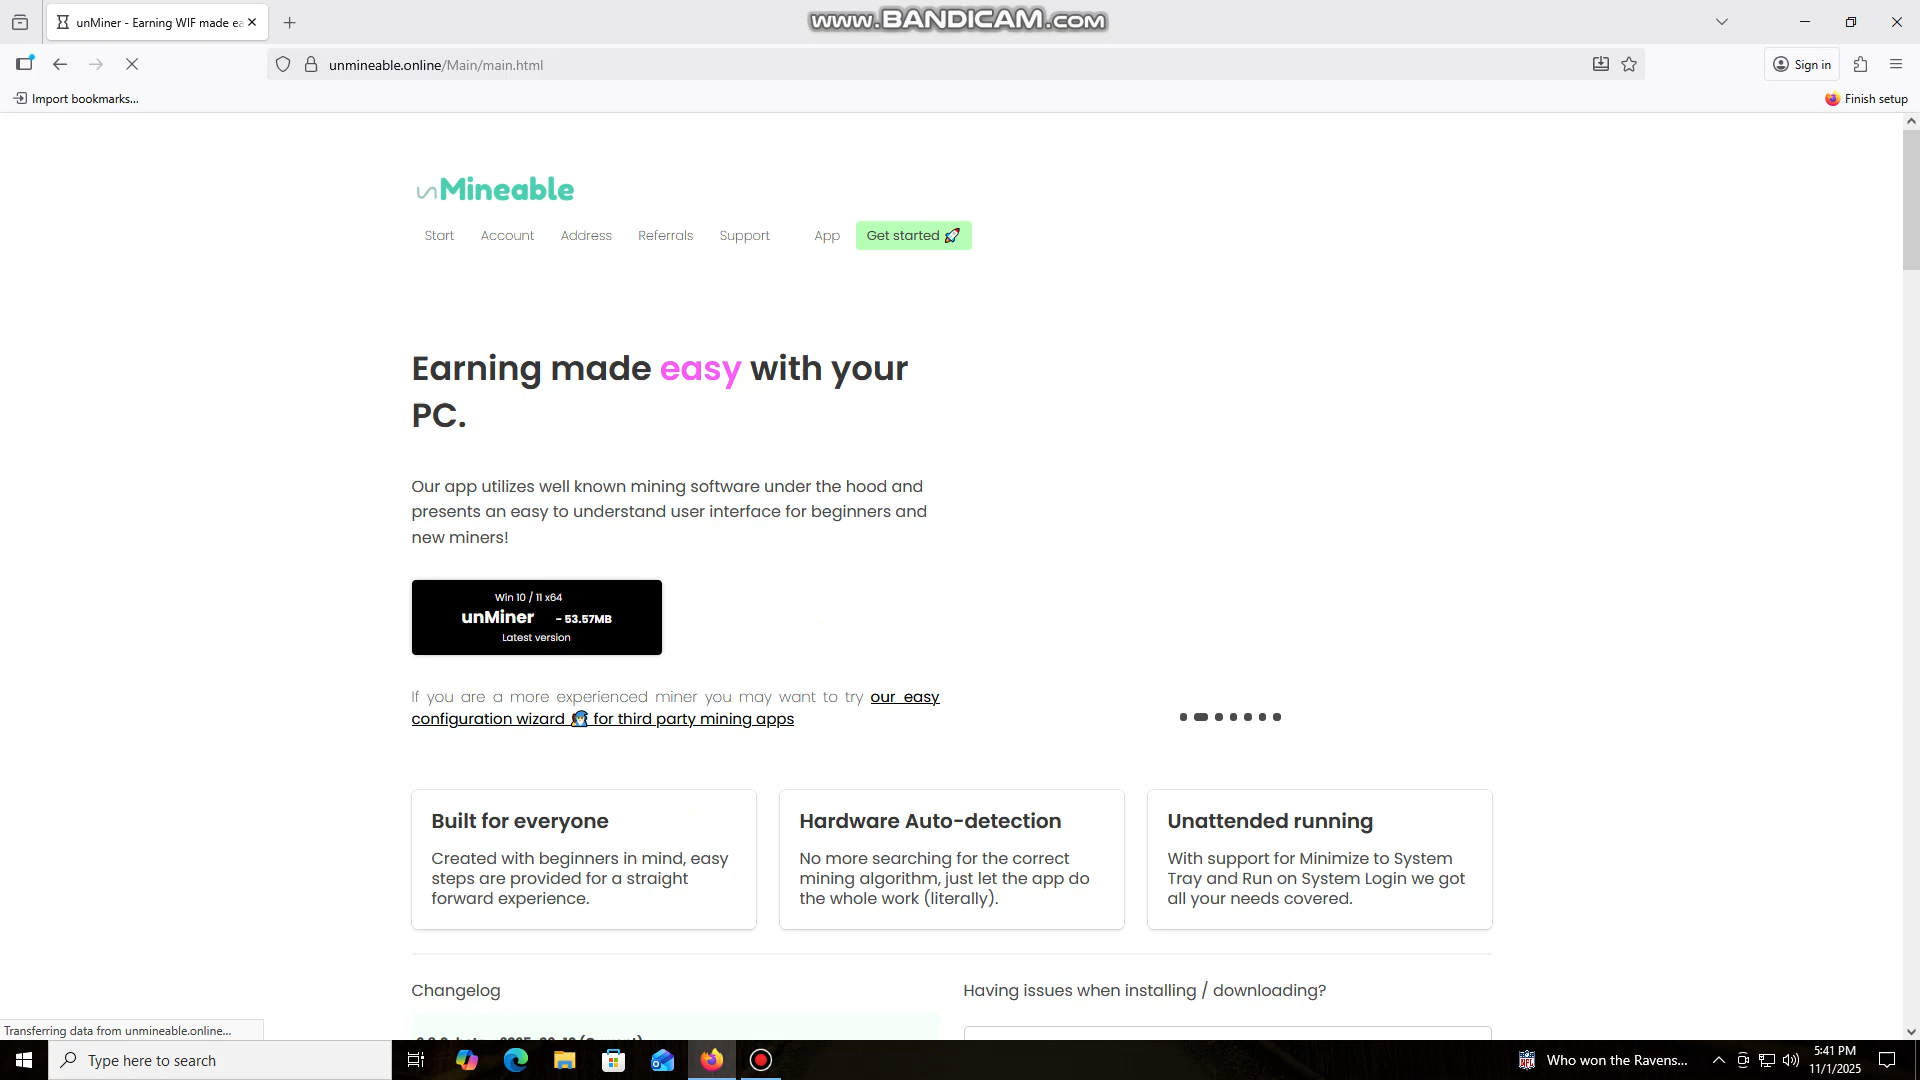 unMiner - Earning WIF made ea
www.BANDICAM.com
unmineable.online/Main/main.html
Sign in
Import bookmarks...
Finish setup
unMineable
Start Account Address Referrals Support App Get started 🚀
Earning made easy with your
PC.
Our app utilizes well known mining software under the hood and
presents an easy to understand user interface for beginners and
new miners!
Win 10 / 11 x64
unMiner - 53.57MB
Latest version
If you are a more experienced miner you may want to try our easy
configuration wizard for third party mining apps
Built for everyone
Created with beginners in mind, easy
steps are provided for a straight
forward experience.
Hardware Auto-detection
No more searching for the correct
mining algorithm, just let the app do
the whole work (literally).
Unattended running
With support for Minimize to System
Tray and Run on System Login we got
all your needs covered.
Changelog
Having issues when installing / downloading?
Transferring data from unmineable.online...
Type here to search
Who won the Ravens...
5:41 PM
11/1/2025